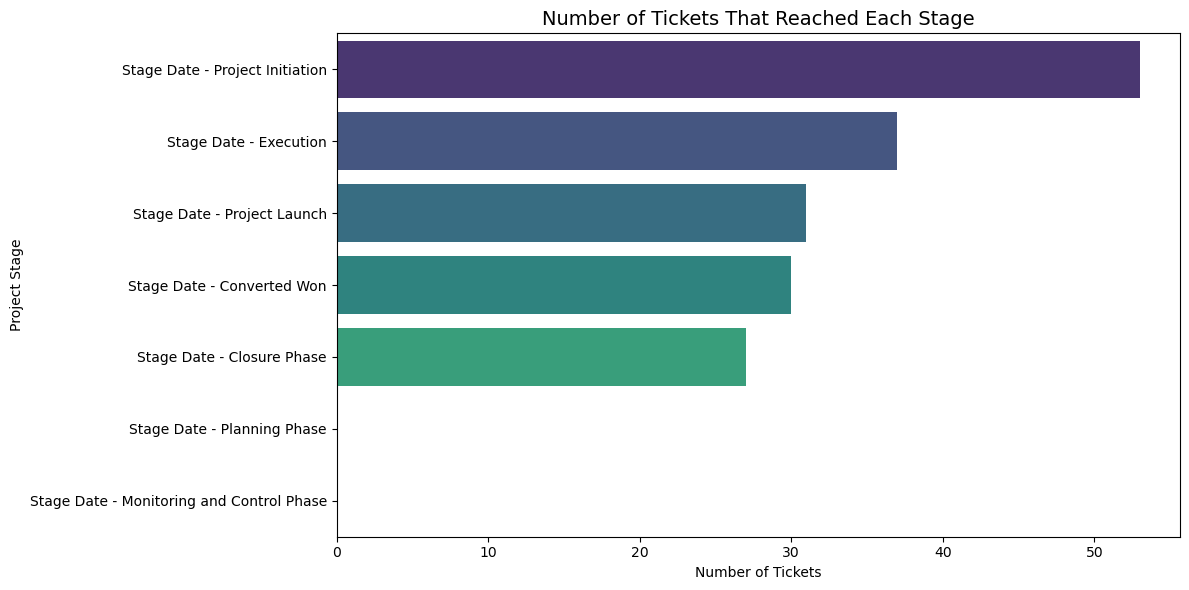 Number of Tickets That Reached Each Stage
Project Stage
Stage Date - Project Initiation
Stage Date - Execution
Stage Date - Project Launch
Stage Date - Converted Won
Stage Date - Closure Phase
Stage Date - Planning Phase
Stage Date - Monitoring and Control Phase
0 10 20 30 40 50
Number of Tickets